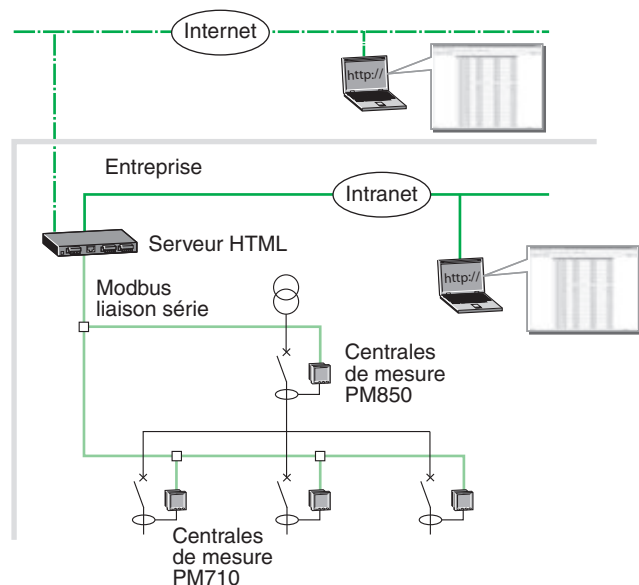 Internet
http://
Entreprise
Intranet
Serveur HTML
http://
Modbus
liaison série
Centrales
de mesure
PM850
Centrales
de mesure
PM710